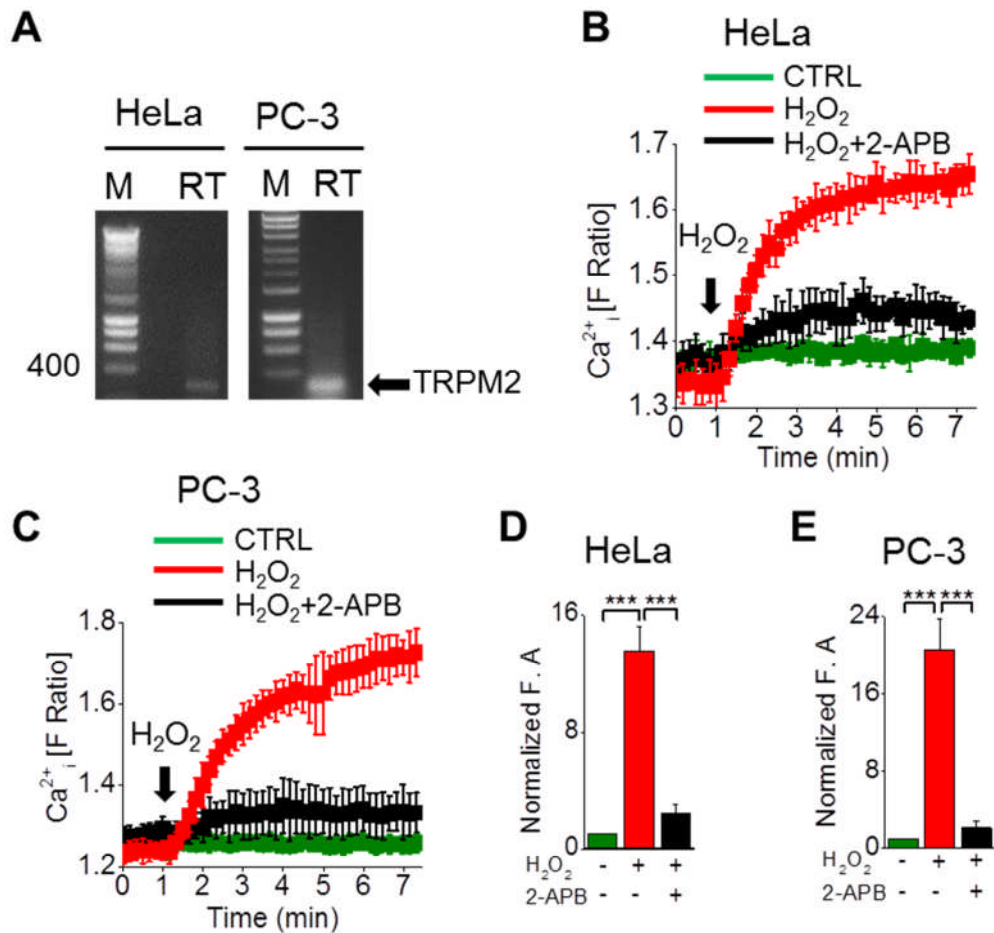 A
HeLa PC-3
M RT M RT
400
TRPM2
B
HeLa
CTRL
H₂O₂
H₂O₂+2-APB
1.7
1.6
1.5
1.4
1.3
Ca²⁺ᵢ [F Ratio]
H₂O₂
0 1 2 3 4 5 6 7
Time (min)
C
PC-3
CTRL
H₂O₂
H₂O₂+2-APB
1.8
1.6
1.4
1.3
1.2
Ca²⁺ᵢ [F Ratio]
H₂O₂
0 1 2 3 4 5 6 7
Time (min)
D
HeLa
*** ***
16
8
0
Normalized F. A
H₂O₂ - + +
2-APB - - +
E
PC-3
*** ***
24
16
8
0
Normalized F. A
H₂O₂ - + +
2-APB - - +